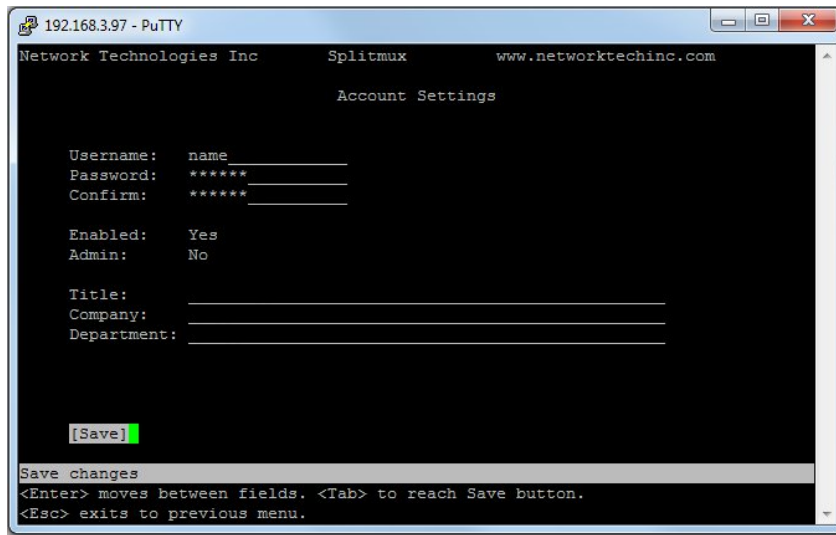 192.168.3.97 - PuTTY
Network Technologies Inc Splitmux www.networktechinc.com
Account Settings
Username: name
Password: ******
Confirm: ******
Enabled: Yes
Admin: No
Title:
Company:
Department:
[Save]
Save changes
<Enter> moves between fields. <Tab> to reach Save button.
<Esc> exits to previous menu.